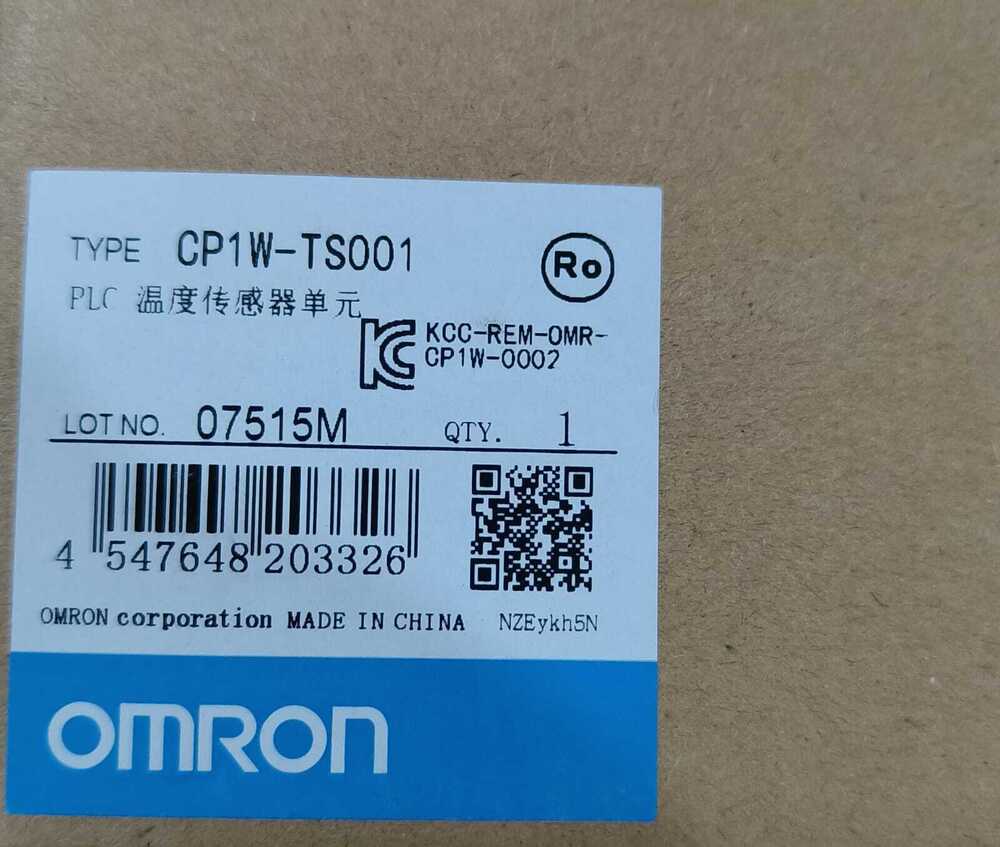 TYPE CP1W-TS001
Ro
PLC 温度传感器单元
KC KCC-REM-OMR-
CP1W-0002
LOT NO. 07515M QTY. 1
4 547648 203326
OMRON corporation MADE IN CHINA NZEykh5N
OMRON